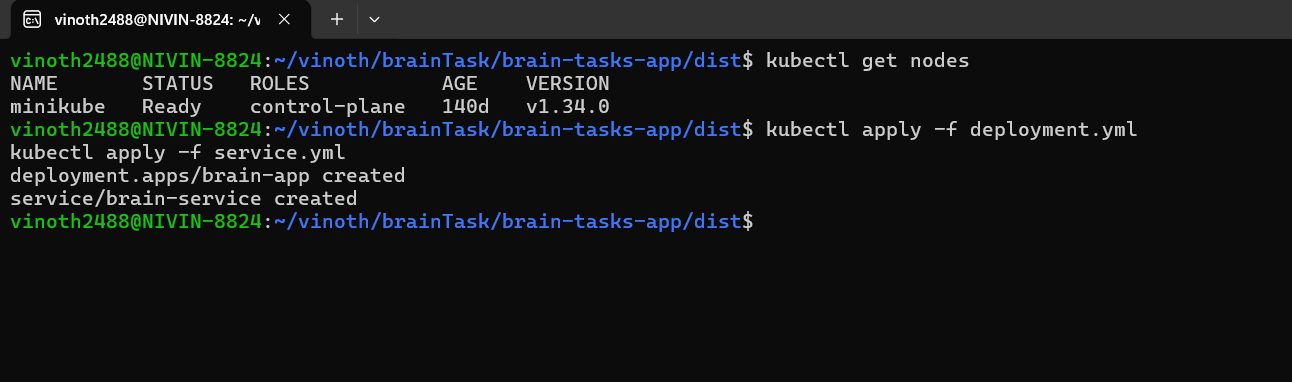 vinoth2488@NIVIN-8824: ~/v
vinoth2488@NIVIN-8824:~/vinoth/brainTask/brain-tasks-app/dist$ kubectl get nodes
NAME       STATUS   ROLES           AGE    VERSION
minikube   Ready    control-plane   140d   v1.34.0
vinoth2488@NIVIN-8824:~/vinoth/brainTask/brain-tasks-app/dist$ kubectl apply -f deployment.yml
kubectl apply -f service.yml
deployment.apps/brain-app created
service/brain-service created
vinoth2488@NIVIN-8824:~/vinoth/brainTask/brain-tasks-app/dist$